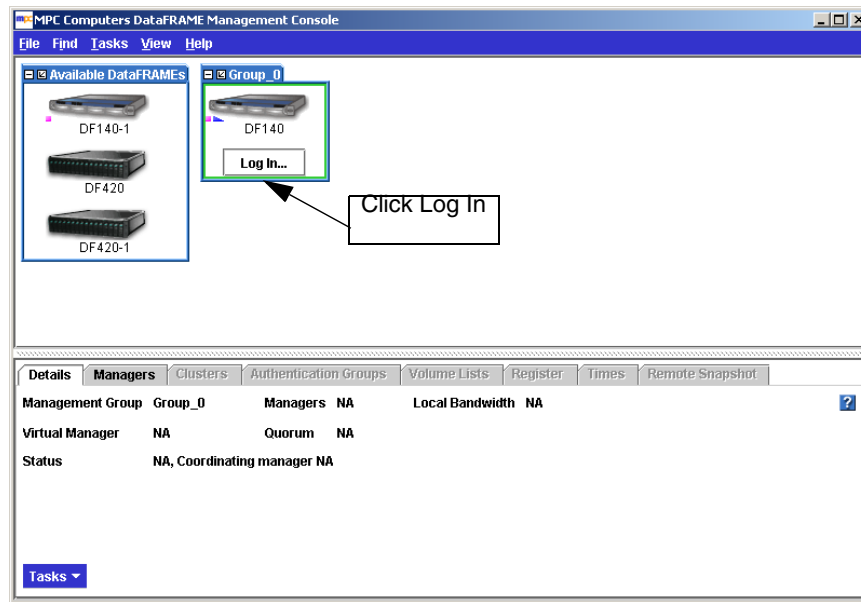 mpc MPC Computers DataFRAME Management Console
File Find Tasks View Help
Available DataFRAMEs
DF140-1
DF420
DF420-1
Group_0
DF140
Log In...
Click Log In
Details Managers Clusters Authentication Groups Volume Lists Register Times Remote Snapshot
Management Group Group_0 Managers NA Local Bandwidth NA ?
Virtual Manager NA Quorum NA
Status NA, Coordinating manager NA
Tasks